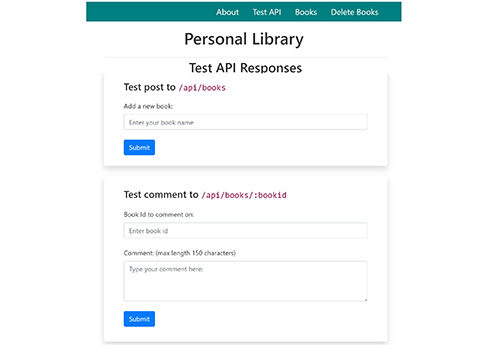 About Test API Books Delete Books
Personal Library
Test API Responses
Test post to /api/books
Add a new book:
Enter your book name
Submit
Test comment to /api/books/:bookid
Book Id to comment on:
Enter book id
Comment: (max length 150 characters)
Type your comment here:
Submit